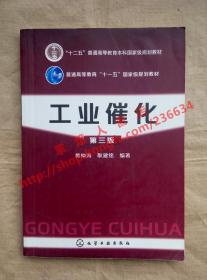 “十二五”普通高等教育本科国家级规划教材
普通高等教育“十一五”国家级规划教材
工业催化
第三版
黄仲涛 耿建铭 编著
GONGYE CUIHUA
化学工业出版社